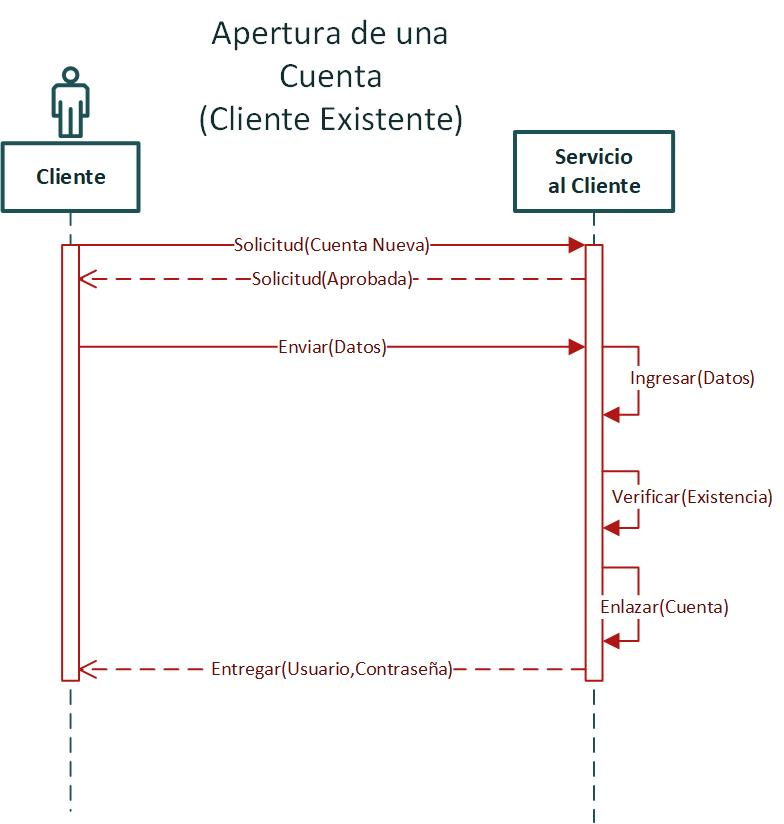 Apertura de una
Cuenta
(Cliente Existente)
Cliente
Servicio
al Cliente
Solicitud(Cuenta Nueva)
Solicitud(Aprobada)
Enviar(Datos)
Ingresar(Datos)
Verificar(Existencia)
Enlazar(Cuenta)
Entregar(Usuario,Contraseña)